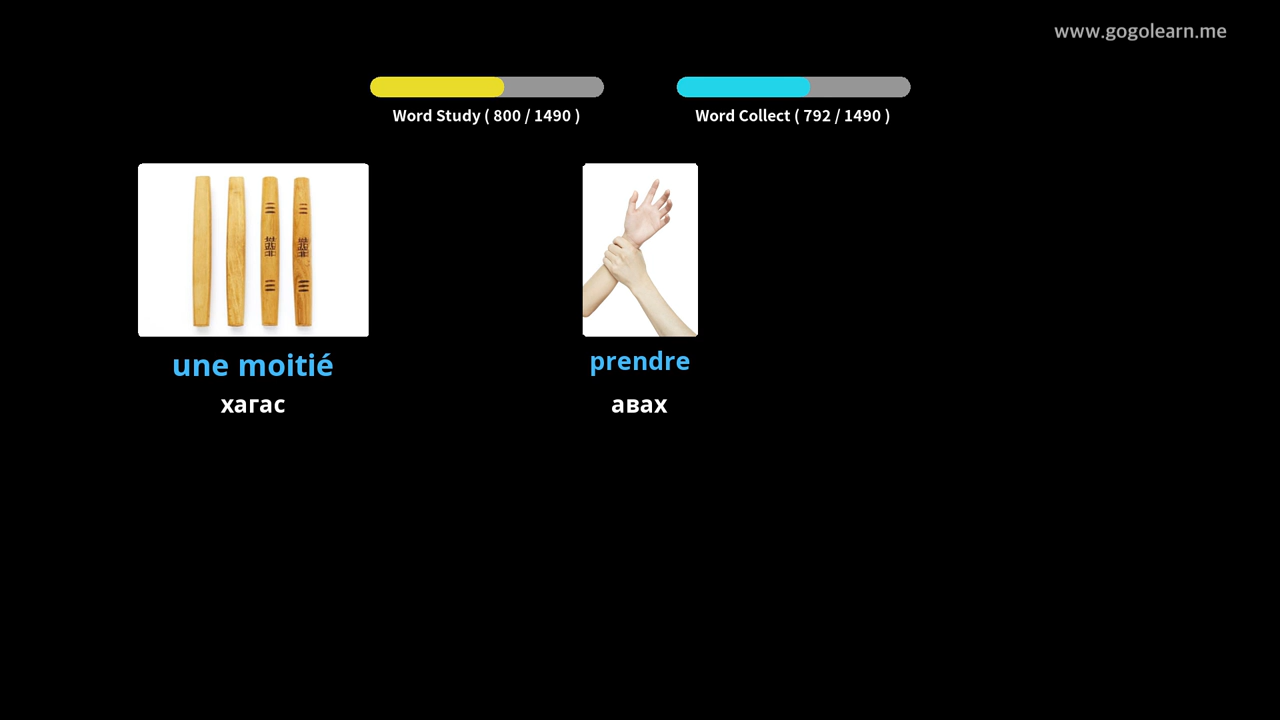 www.gogolearn.me
Word Study ( 800 / 1490 )
Word Collect ( 792 / 1490 )
une moitié
хагас
prendre
авах